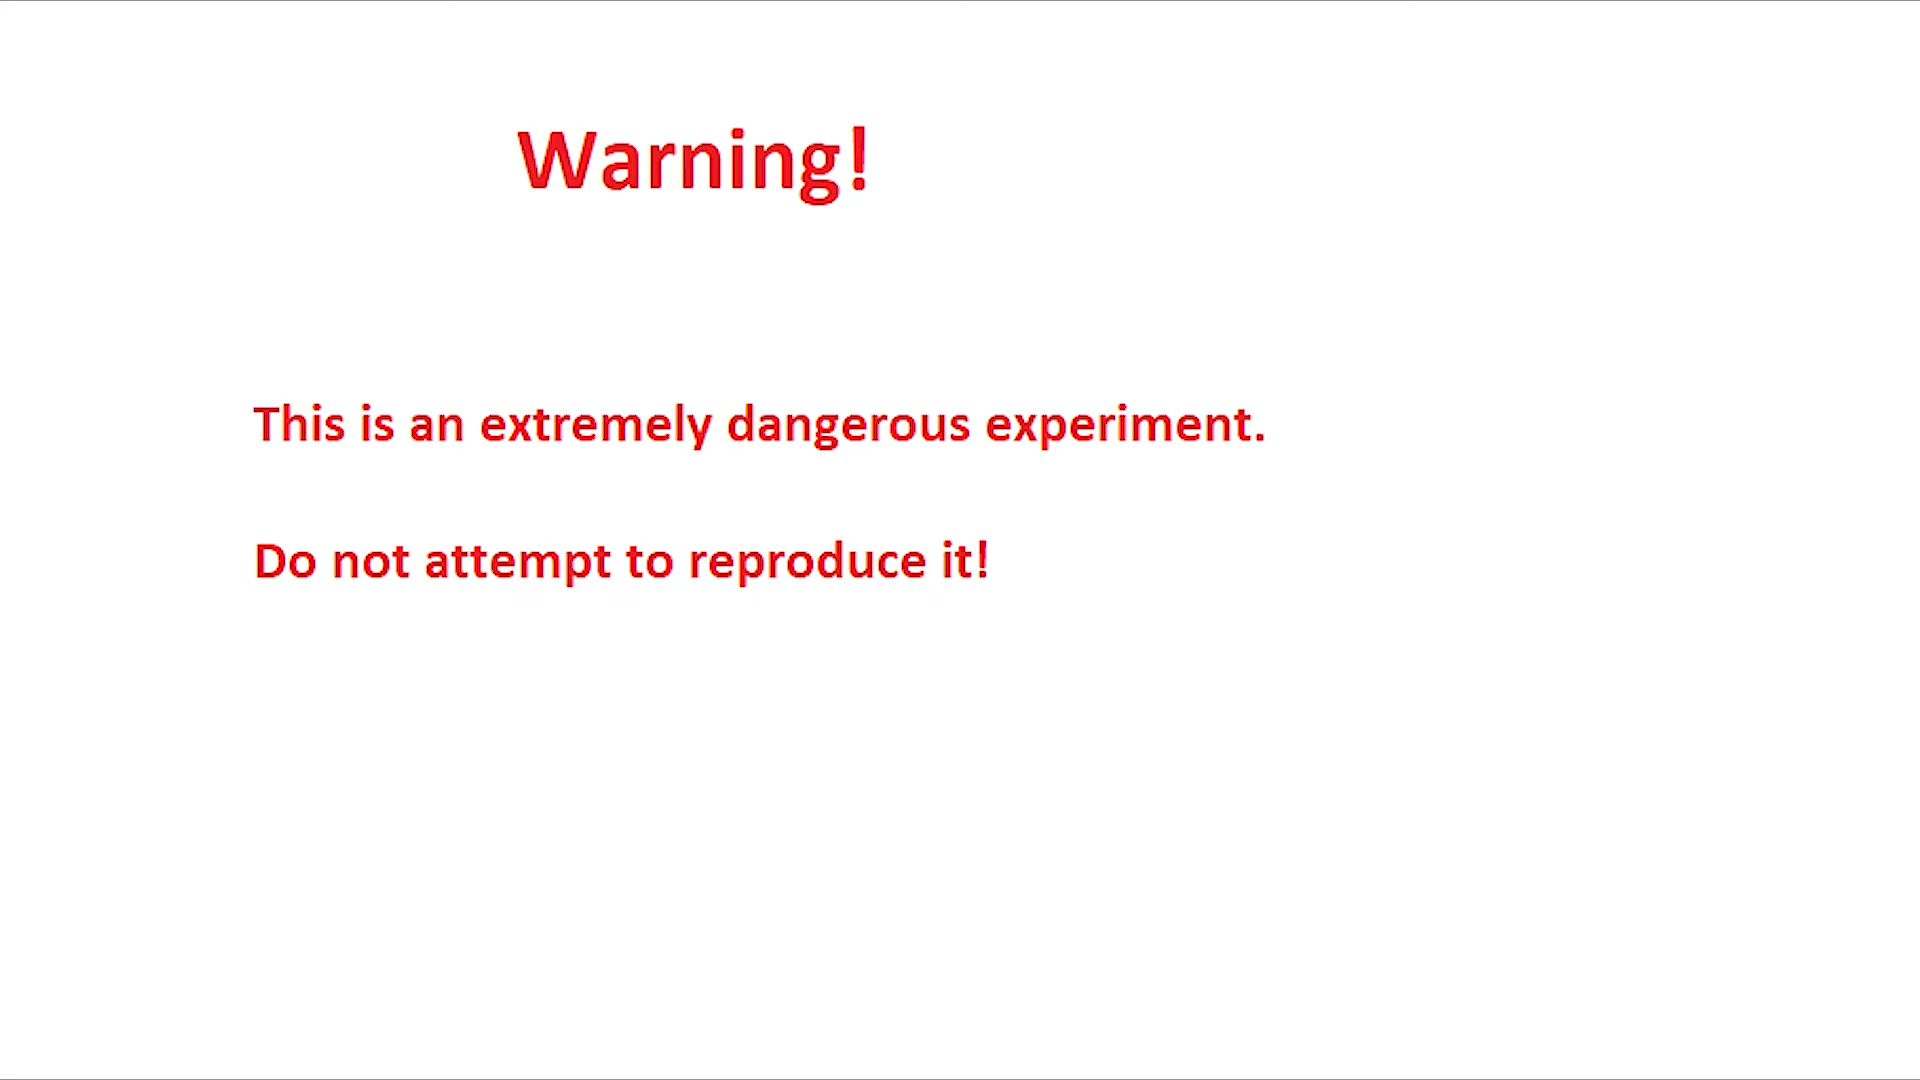 Warning!
This is an extremely dangerous experiment.
Do not attempt to reproduce it!